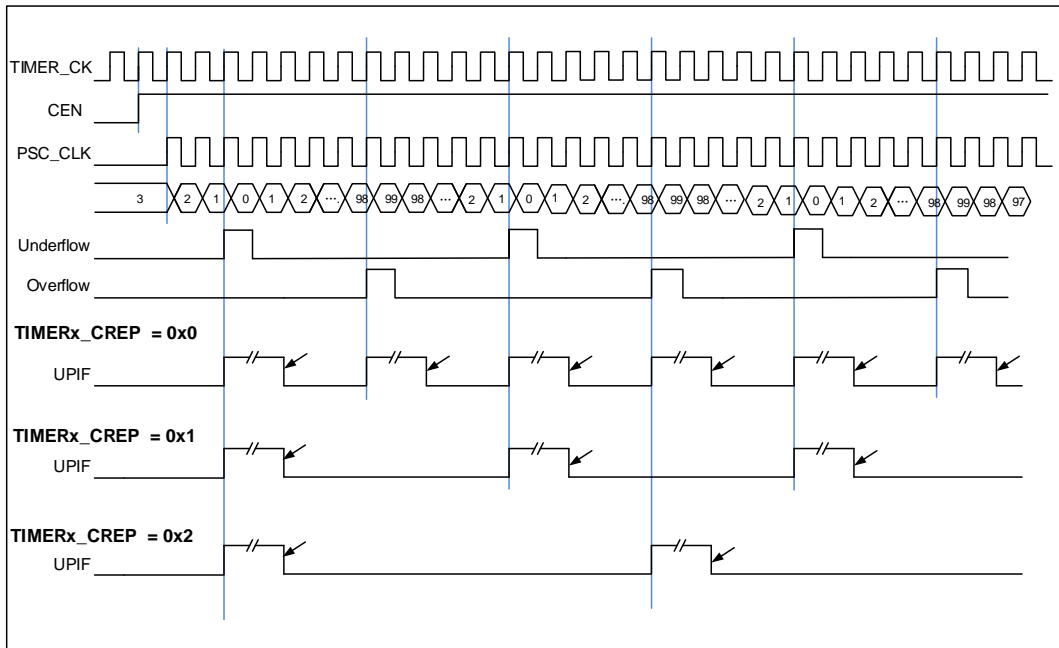 TIMER_CK
CEN
PSC_CLK
3 2 1 0 1 2 ···. 98 99 98 ··· 2 1 0 1 2 ···. 98 99 98 ··· 2 1 0 1 2 ··· 98 99 98 97
Underflow
Overflow
TIMERx_CREP = 0x0
UPIF
TIMERx_CREP = 0x1
UPIF
TIMERx_CREP = 0x2
UPIF